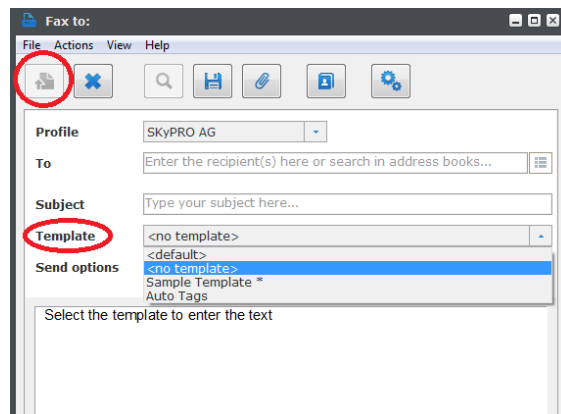 Fax to:
File Actions View Help
Profile SKyPRO AG
To Enter the recipient(s) here or search in address books...
Subject Type your subject here...
Template <no template>
<default>
Send options <no template>
Sample Template *
Auto Tags
Select the template to enter the text